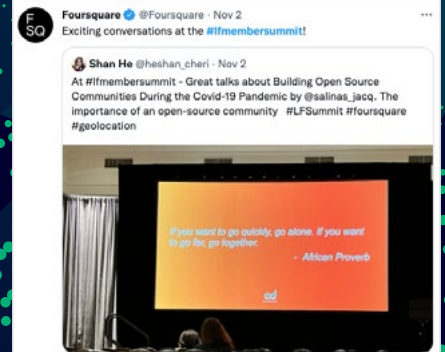 F
SQ
Foursquare @Foursquare · Nov 2
Exciting conversations at the #lfmembersummit!
Shan He @heshan_cheri · Nov 2
At #lfmembersummit - Great talks about Building Open Source
Communities During the Covid-19 Pandemic by @salinas_jacq. The
importance of an open-source community #LFSummit #foursquare
#geolocation
If you want to go quickly, go alone. If you want
to go far, go together.
- African Proverb